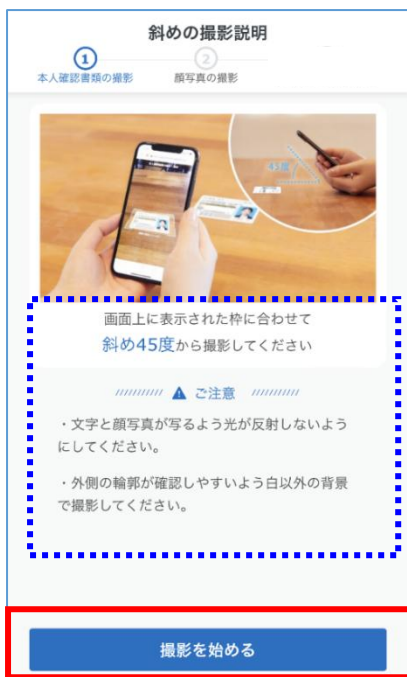 斜めの撮影説明
1
2
本人確認書類の撮影
顔写真の撮影
45度
画面上に表示された枠に合わせて
斜め45度から撮影してください
ご注意
・文字と顔写真が写るよう光が反射しないよう
にしてください。
・外側の輪郭が確認しやすいよう白以外の背景
で撮影してください。
撮影を始める